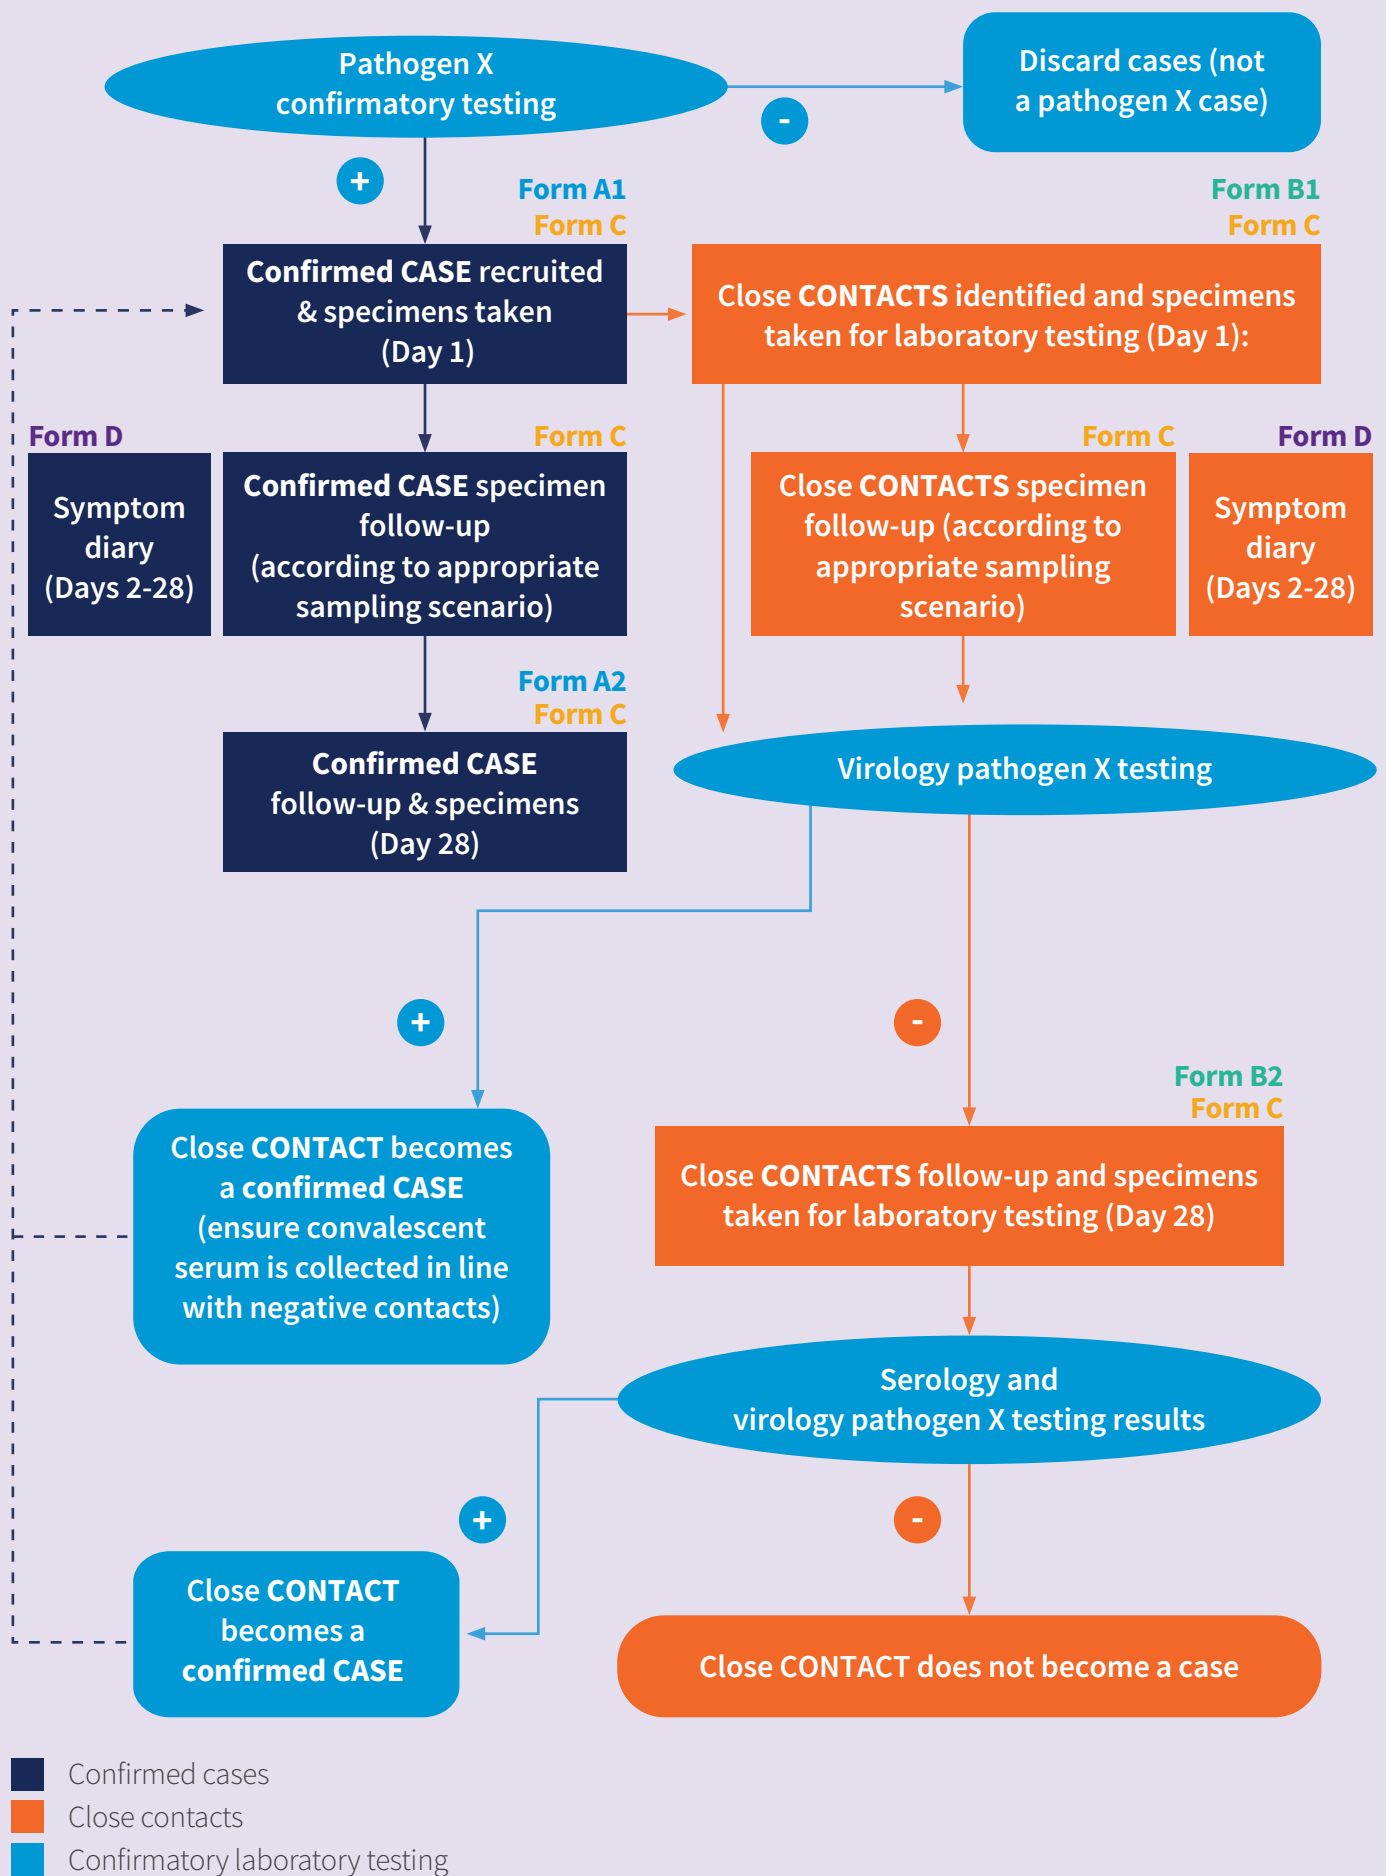 Pathogen X
confirmatory testing
Discard cases (not
a pathogen X case)
-
+
Form A1
Form C
Form B1
Form C
Confirmed CASE recruited
& specimens taken
(Day 1)
Close CONTACTS identified and specimens
taken for laboratory testing (Day 1):
Form D
Form C
Form C
Form D
Symptom
diary
(Days 2-28)
Confirmed CASE specimen
follow-up
(according to appropriate
sampling scenario)
Close CONTACTS specimen
follow-up (according to
appropriate sampling
scenario)
Symptom
diary
(Days 2-28)
Form A2
Form C
Confirmed CASE
follow-up & specimens
(Day 28)
Virology pathogen X testing
+
-
Form B2
Form C
Close CONTACT becomes
a confirmed CASE
(ensure convalescent
serum is collected in line
with negative contacts)
Close CONTACTS follow-up and specimens
taken for laboratory testing (Day 28)
Serology and
virology pathogen X testing results
+
-
Close CONTACT
becomes a
confirmed CASE
Close CONTACT does not become a case
Confirmed cases
Close contacts
Confirmatory laboratory testing